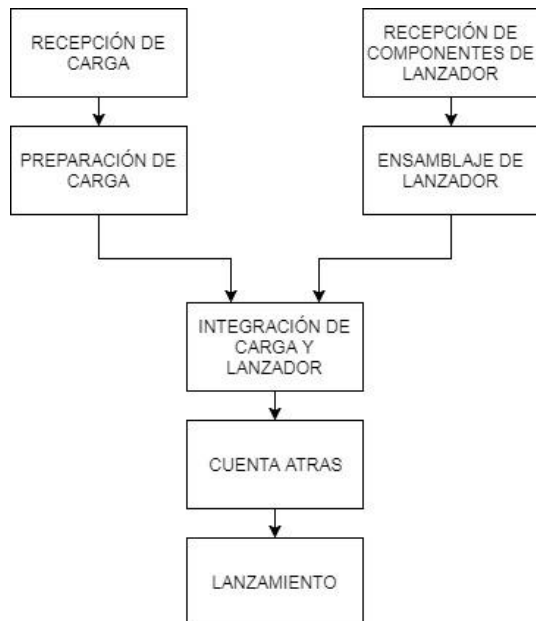 RECEPCIÓN DE
CARGA
RECEPCIÓN DE
COMPONENTES DE
LANZADOR
PREPARACIÓN DE
CARGA
ENSAMBLAJE DE
LANZADOR
INTEGRACIÓN DE
CARGA Y
LANZADOR
CUENTA ATRAS
LANZAMIENTO